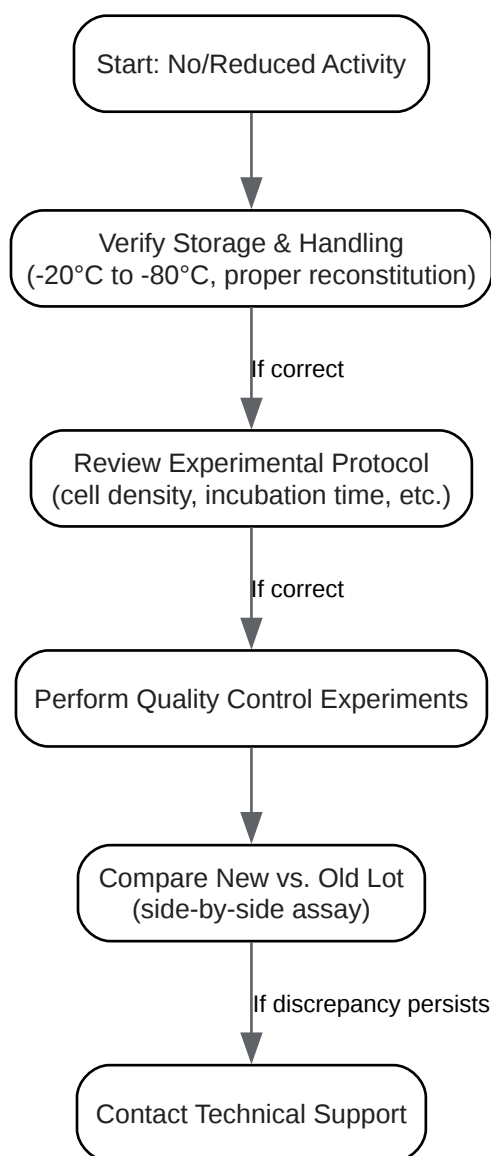 Start: No/Reduced Activity
Verify Storage & Handling
(-20°C to -80°C, proper reconstitution)
If correct
Review Experimental Protocol
(cell density, incubation time, etc.)
If correct
Perform Quality Control Experiments
Compare New vs. Old Lot
(side-by-side assay)
If discrepancy persists
Contact Technical Support